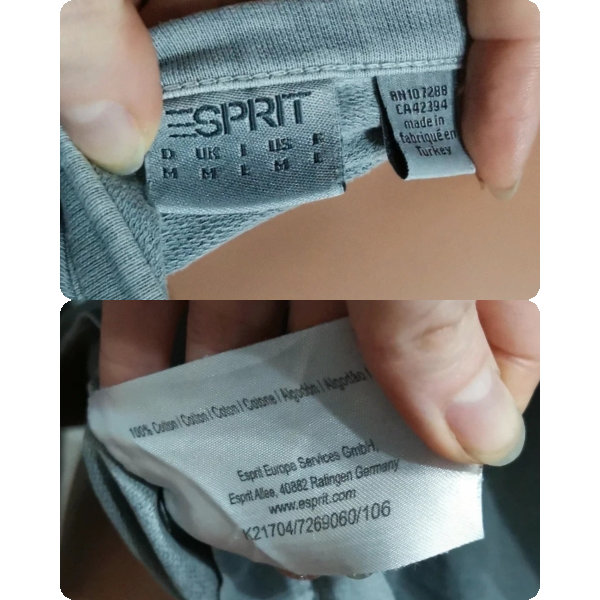 ESPRIT
D UK I US F
M M L M L
RN107288
CA42394
made in
fabriqué en
Turkey
100% Cotton / Cotton / Coton / Cotone / Algodón / Algodão /
Esprit Europe Services GmbH,
Esprit Allee, 40882 Ratingen Germany
www.esprit.com
K21704/7269060/106